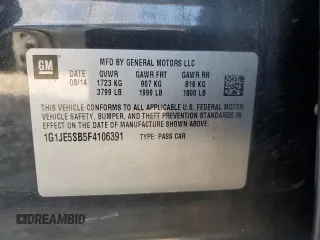 GM
MFD BY GENERAL MOTORS LLC
DATE GVWR GAWR FRT GAWR RR
08/14 1723 KG 907 KG 816 KG
3799 LB 1999 LB 1800 LB
THIS VEHICLE CONFORMS TO ALL APPLICABLE U.S. FEDERAL MOTOR
VEHICLE SAFETY, BUMPER, AND THEFT PREVENTION STANDARDS
IN EFFECT ON THE DATE OF MANUFACTURE SHOWN ABOVE.
1G1JE5SB5F4106391 TYPE: PASS CAR
BIDHISTORY